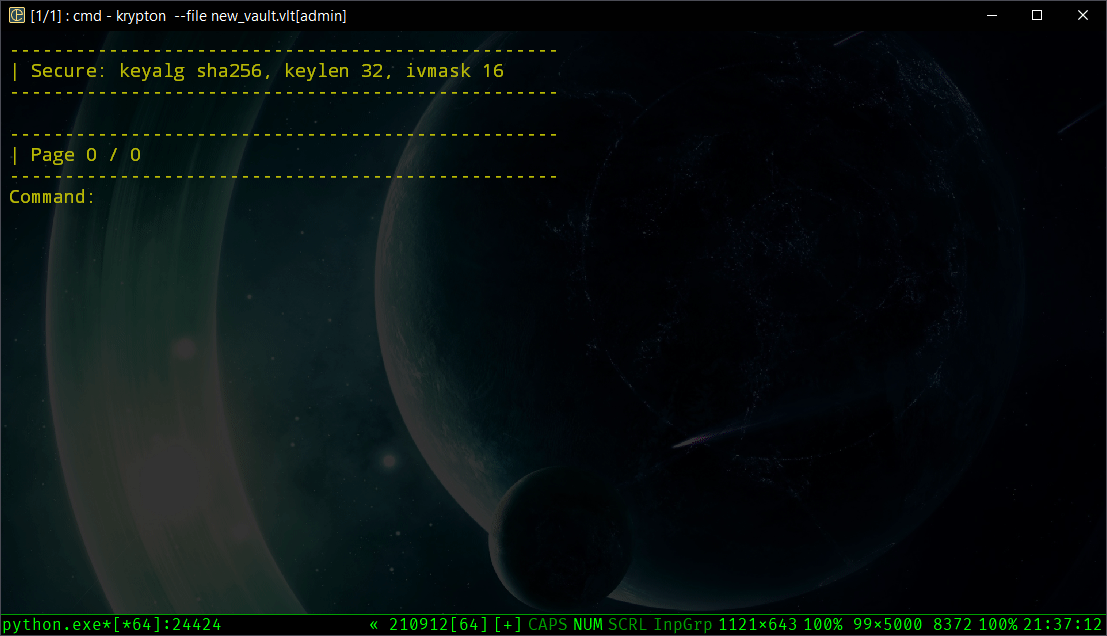 [1/1] : cmd - krypton --file new_vault.vlt[admin]
--------------------------------------------------
| Secure: keyalg sha256, keylen 32, ivmask 16
--------------------------------------------------
--------------------------------------------------
| Page 0 / 0
--------------------------------------------------
Command:
python.exe*[*64]:24424 « 210912[64] [+] CAPS NUM SCRL InpGrp 1121×643 100% 99×5000 8372 100% 21:37:12